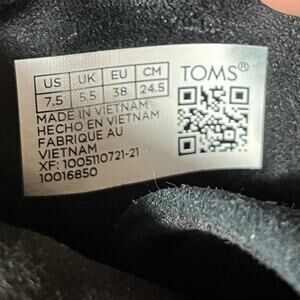 US UK EU CM TOMS®
7.5 5.5 38 24.5
MADE IN VIETNAM
HECHO EN VIETNAM
FABRIQUE AU
VIETNAM
XF: 1005110721-21
10016850